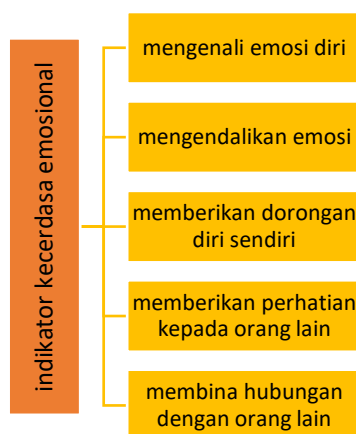 indikator kecerdasa emosional
mengenali emosi diri
mengendalikan emosi
memberikan dorongan
diri sendiri
memberikan perhatian
kepada orang lain
membina hubungan
dengan orang lain